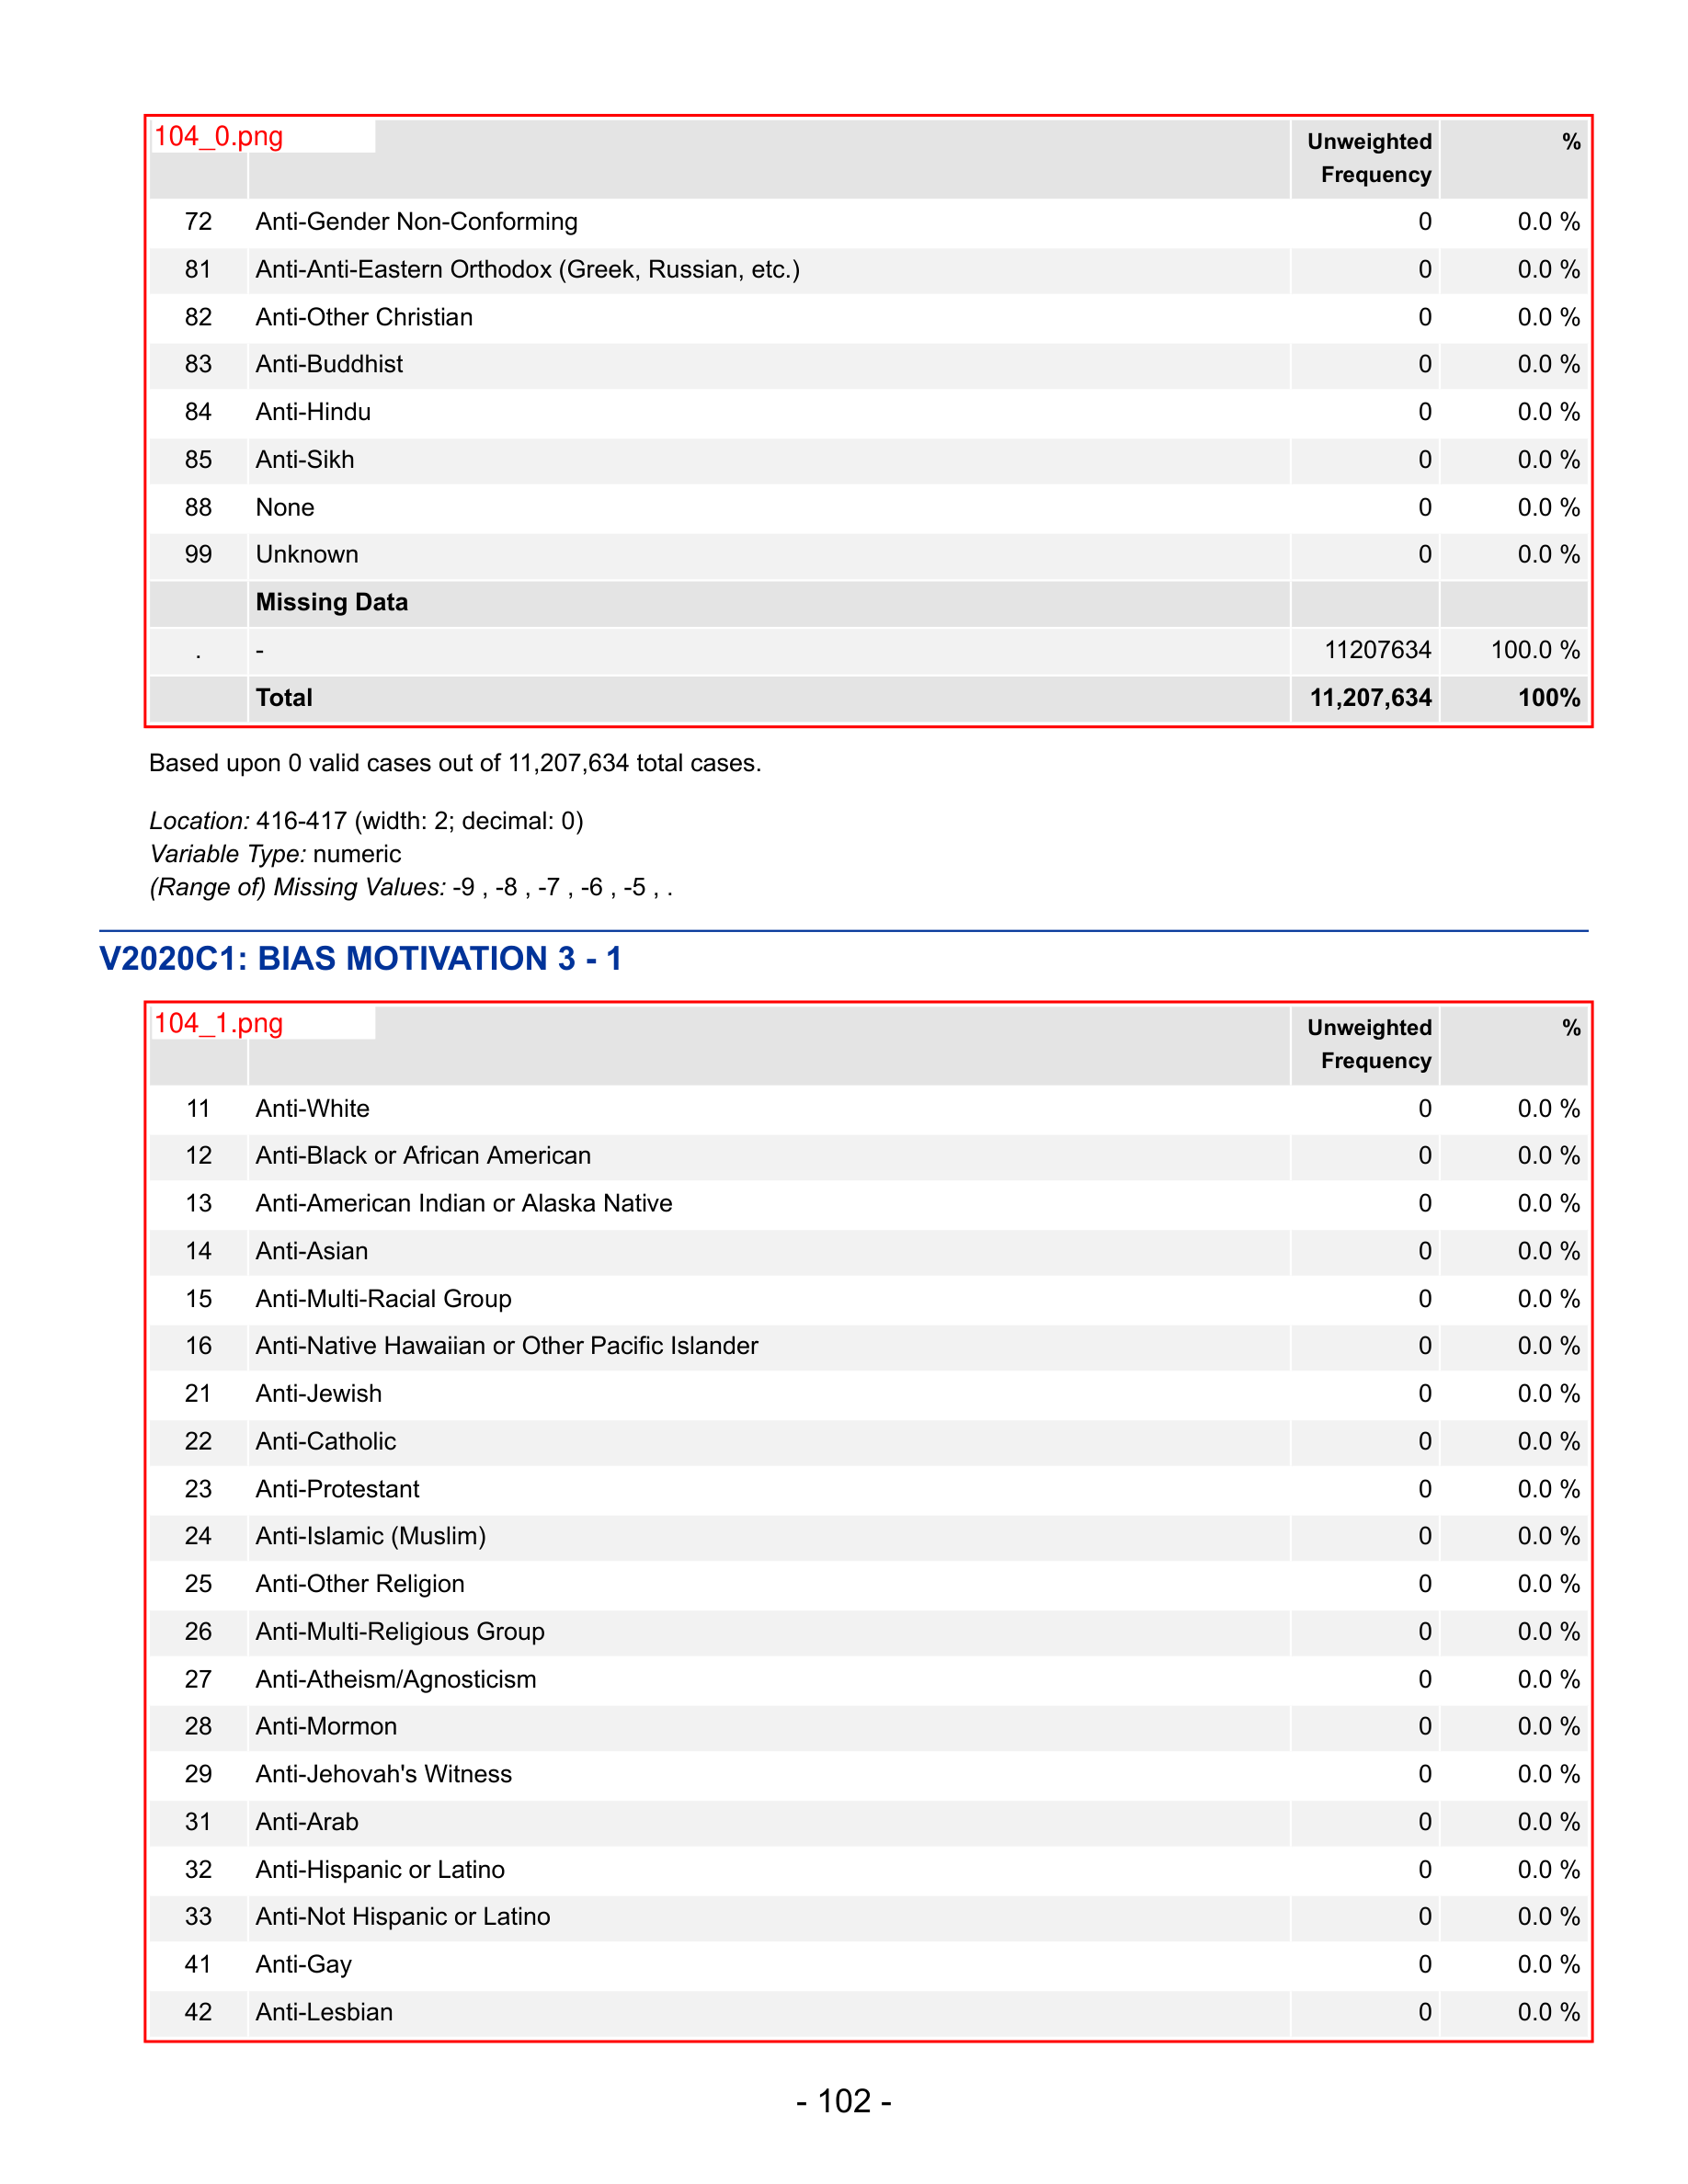 104_0.png
Unweighted Frequency %
72 Anti-Gender Non-Conforming 0 0.0 %
81 Anti-Anti-Eastern Orthodox (Greek, Russian, etc.) 0 0.0 %
82 Anti-Other Christian 0 0.0 %
83 Anti-Buddhist 0 0.0 %
84 Anti-Hindu 0 0.0 %
85 Anti-Sikh 0 0.0 %
88 None 0 0.0 %
99 Unknown 0 0.0 %
Missing Data
. - 11207634 100.0 %
Total 11,207,634 100%
Based upon 0 valid cases out of 11,207,634 total cases.
Location: 416-417 (width: 2; decimal: 0)
Variable Type: numeric
(Range of) Missing Values: -9 , -8 , -7 , -6 , -5 , .
V2020C1: BIAS MOTIVATION 3 - 1
104_1.png
Unweighted Frequency %
11 Anti-White 0 0.0 %
12 Anti-Black or African American 0 0.0 %
13 Anti-American Indian or Alaska Native 0 0.0 %
14 Anti-Asian 0 0.0 %
15 Anti-Multi-Racial Group 0 0.0 %
16 Anti-Native Hawaiian or Other Pacific Islander 0 0.0 %
21 Anti-Jewish 0 0.0 %
22 Anti-Catholic 0 0.0 %
23 Anti-Protestant 0 0.0 %
24 Anti-Islamic (Muslim) 0 0.0 %
25 Anti-Other Religion 0 0.0 %
26 Anti-Multi-Religious Group 0 0.0 %
27 Anti-Atheism/Agnosticism 0 0.0 %
28 Anti-Mormon 0 0.0 %
29 Anti-Jehovah's Witness 0 0.0 %
31 Anti-Arab 0 0.0 %
32 Anti-Hispanic or Latino 0 0.0 %
33 Anti-Not Hispanic or Latino 0 0.0 %
41 Anti-Gay 0 0.0 %
42 Anti-Lesbian 0 0.0 %
- 102 -